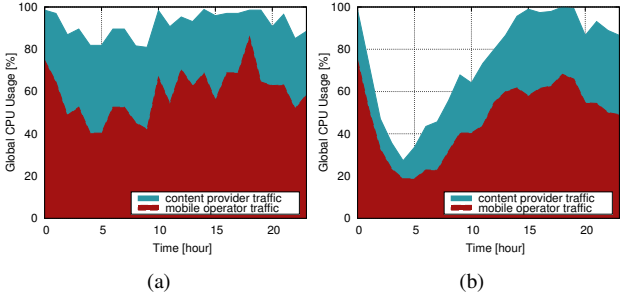 Global CPU Usage [%]
100
80
60
40
20
0
content provider traffic
mobile operator traffic
0
5
10
15
20
Time [hour]
(a)
Global CPU Usage [%]
100
80
60
40
20
0
content provider traffic
mobile operator traffic
0
5
10
15
20
Time [hour]
(b)